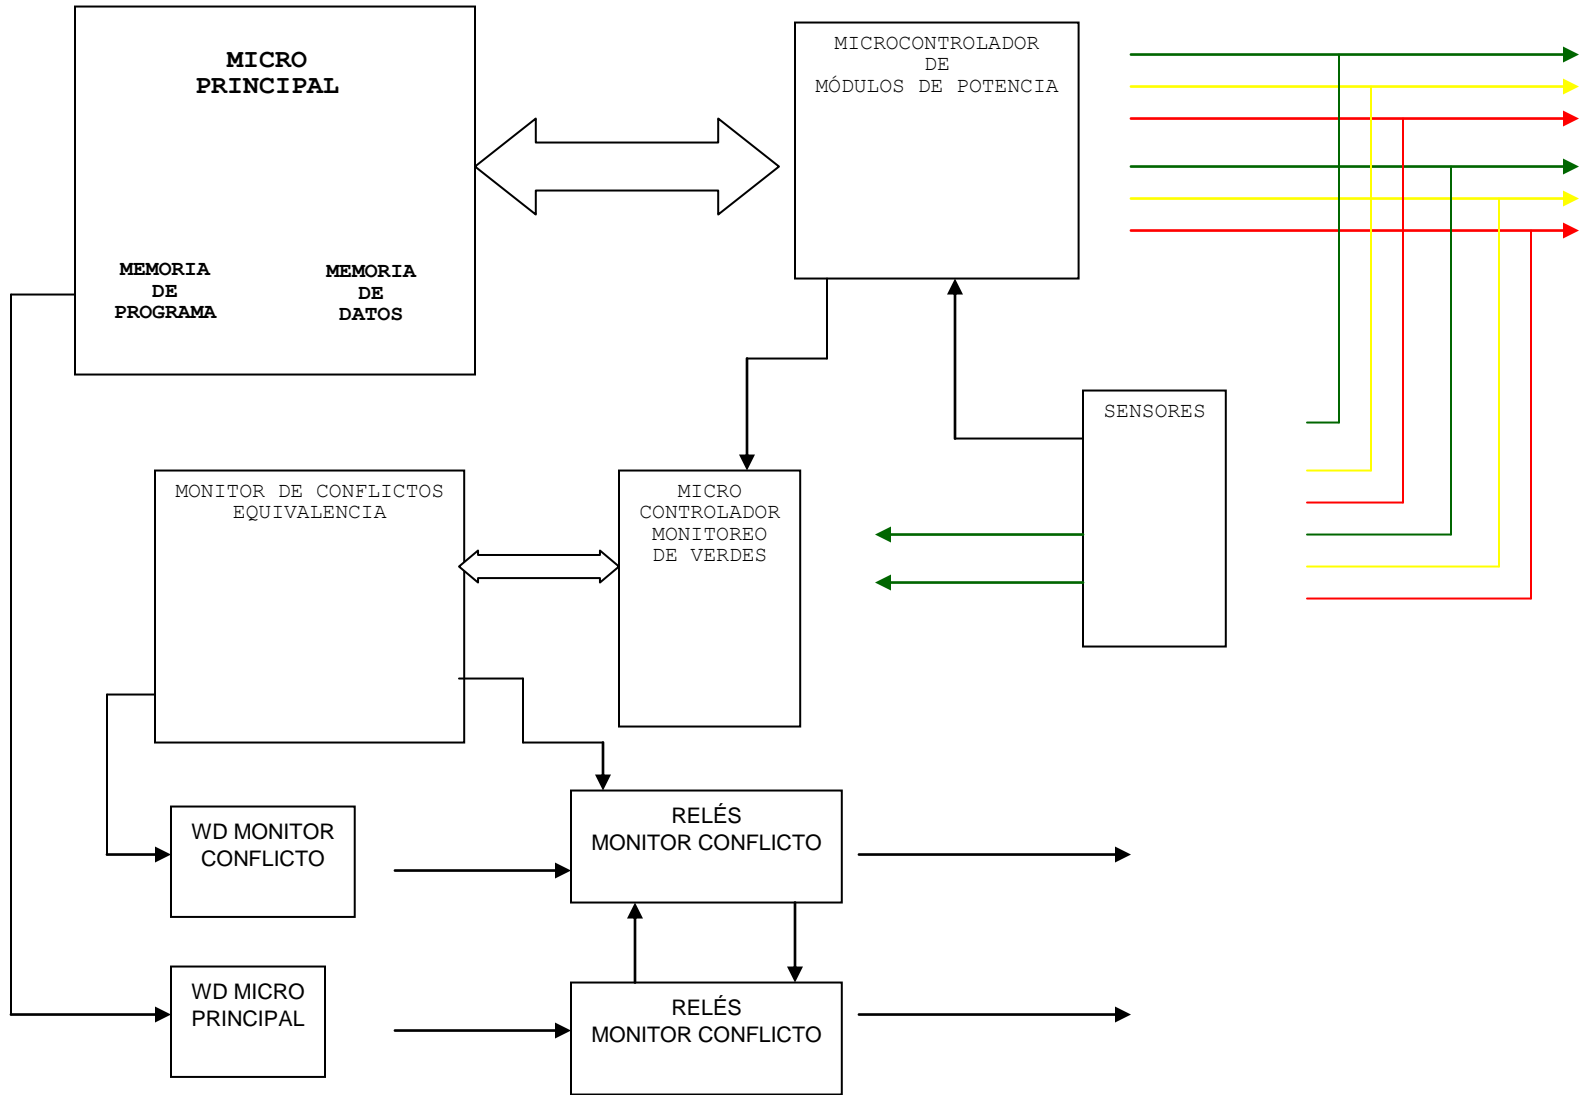 MICRO
PRINCIPAL
MEMORIA
DE
PROGRAMA
MEMORIA
DE
DATOS
MICROCONTROLADOR
DE
MÓDULOS DE POTENCIA
SENSORES
MONITOR DE CONFLICTOS
EQUIVALENCIA
MICRO
CONTROLADOR
MONITOREO
DE VERDES
WD MONITOR
CONFLICTO
RELÉS
MONITOR CONFLICTO
WD MICRO
PRINCIPAL
RELÉS
MONITOR CONFLICTO